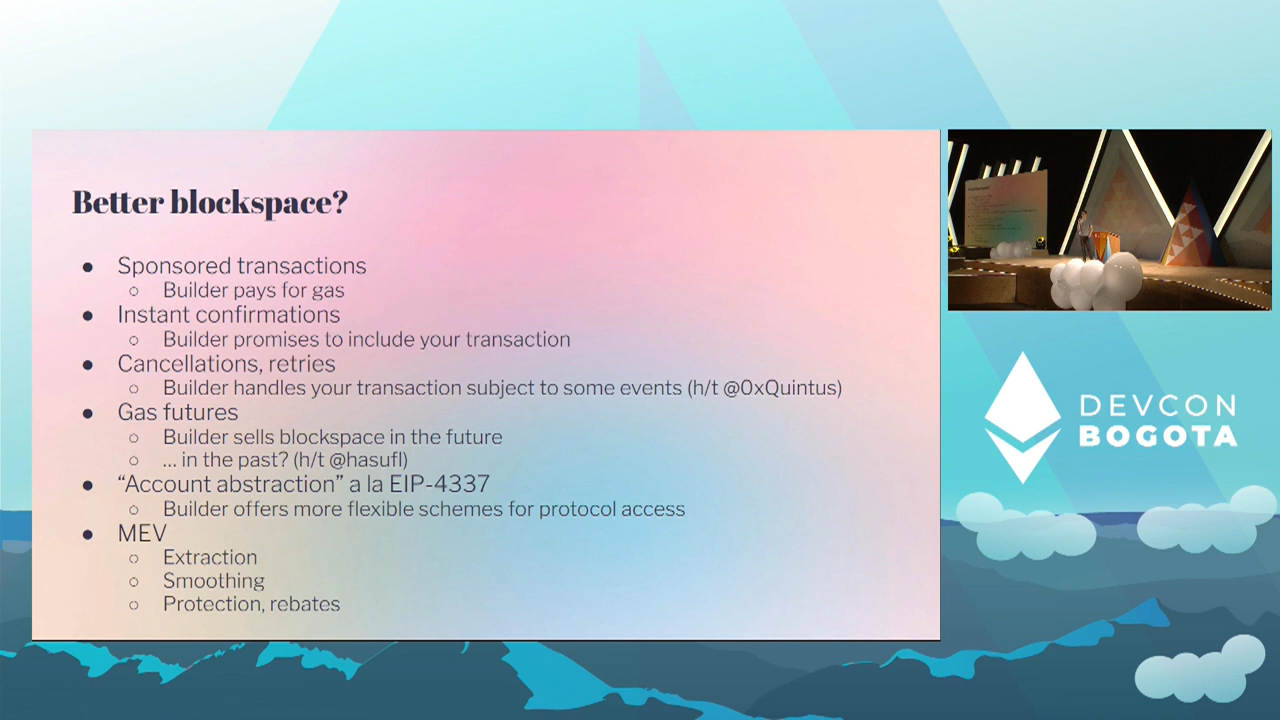 Better blockspace?
● Sponsored transactions
○ Builder pays for gas
● Instant confirmations
○ Builder promises to include your transaction
● Cancellations, retries
○ Builder handles your transaction subject to some events (h/t @0xQuintus)
● Gas futures
○ Builder sells blockspace in the future
○ ... in the past? (h/t @hasufl)
● “Account abstraction” a la EIP-4337
○ Builder offers more flexible schemes for protocol access
● MEV
○ Extraction
○ Smoothing
○ Protection, rebates
DEVCON
BOGOTA